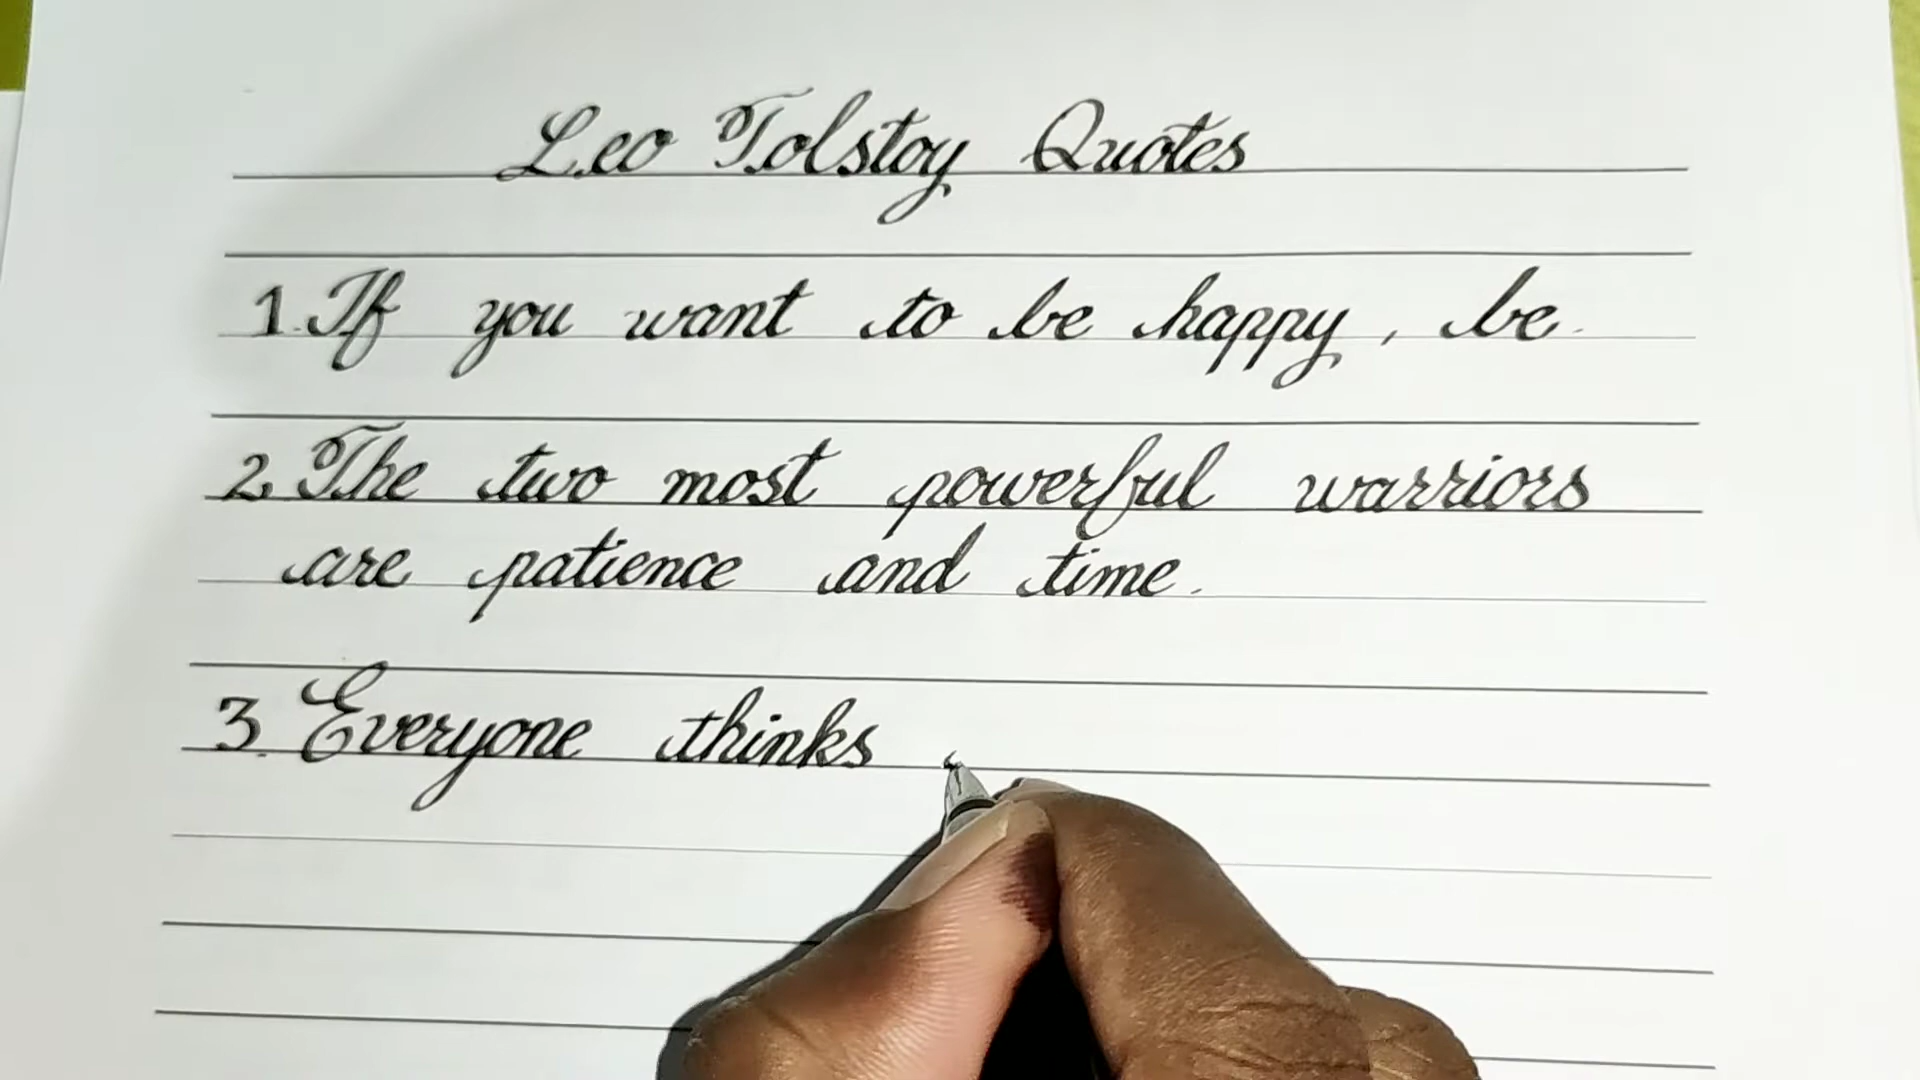 Leo Tolstoy Quotes
1. If you want to be happy, be.
2. The two most powerful warriors
are patience and time.
3. Everyone thinks